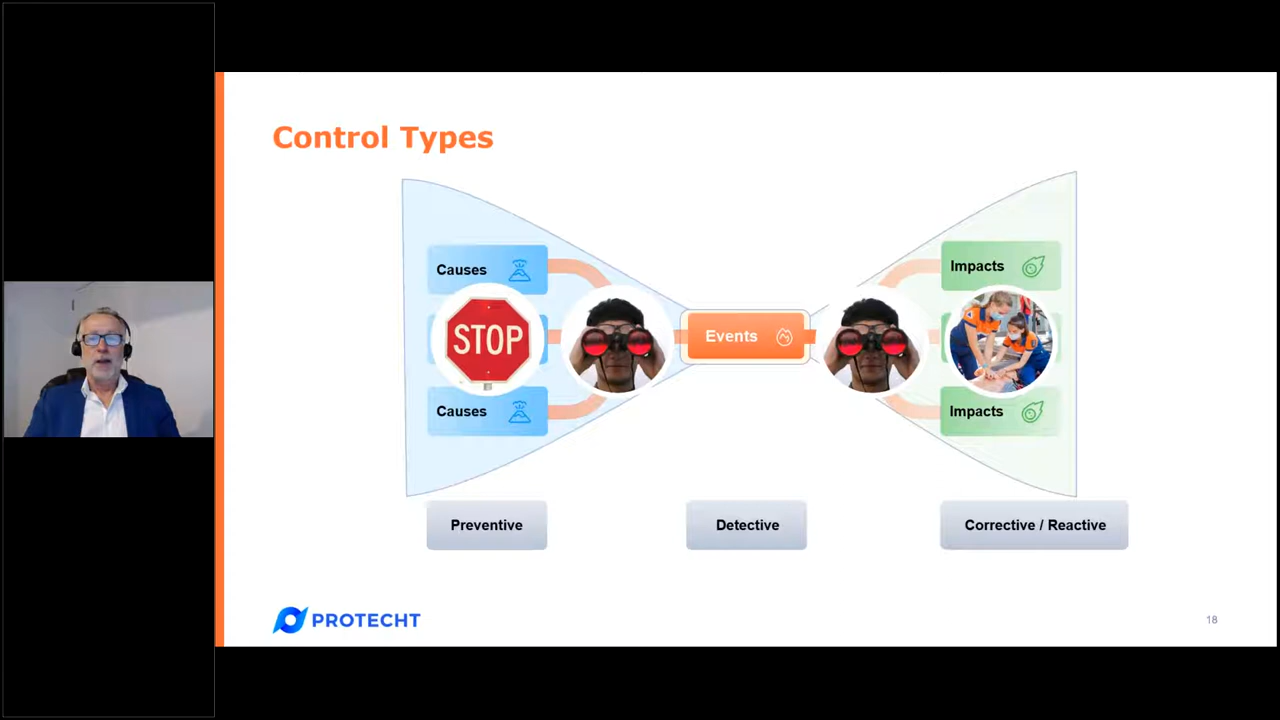 Control Types
Causes
Impacts
STOP
Events
Causes
Impacts
Preventive
Detective
Corrective / Reactive
PROTECHT
18